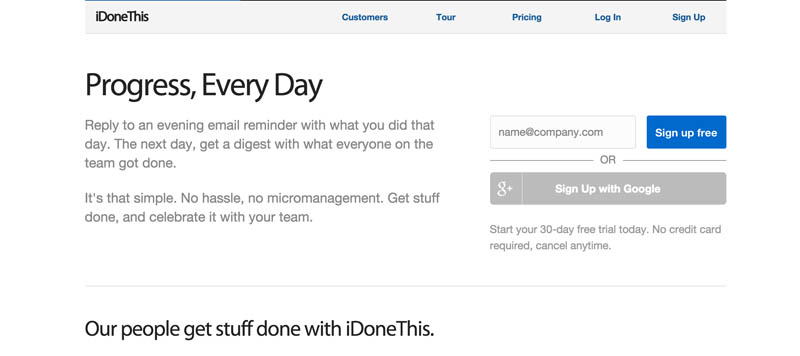 iDoneThis
Customers
Tour
Pricing
Log In
Sign Up
Progress, Every Day
Reply to an evening email reminder with what you did that
day. The next day, get a digest with what everyone on the
team got done.
It's that simple. No hassle, no micromanagement. Get stuff
done, and celebrate it with your team.
name@company.com
Sign up free
OR
g+
Sign Up with Google
Start your 30-day free trial today. No credit card
required, cancel anytime.
Our people get stuff done with iDoneThis.